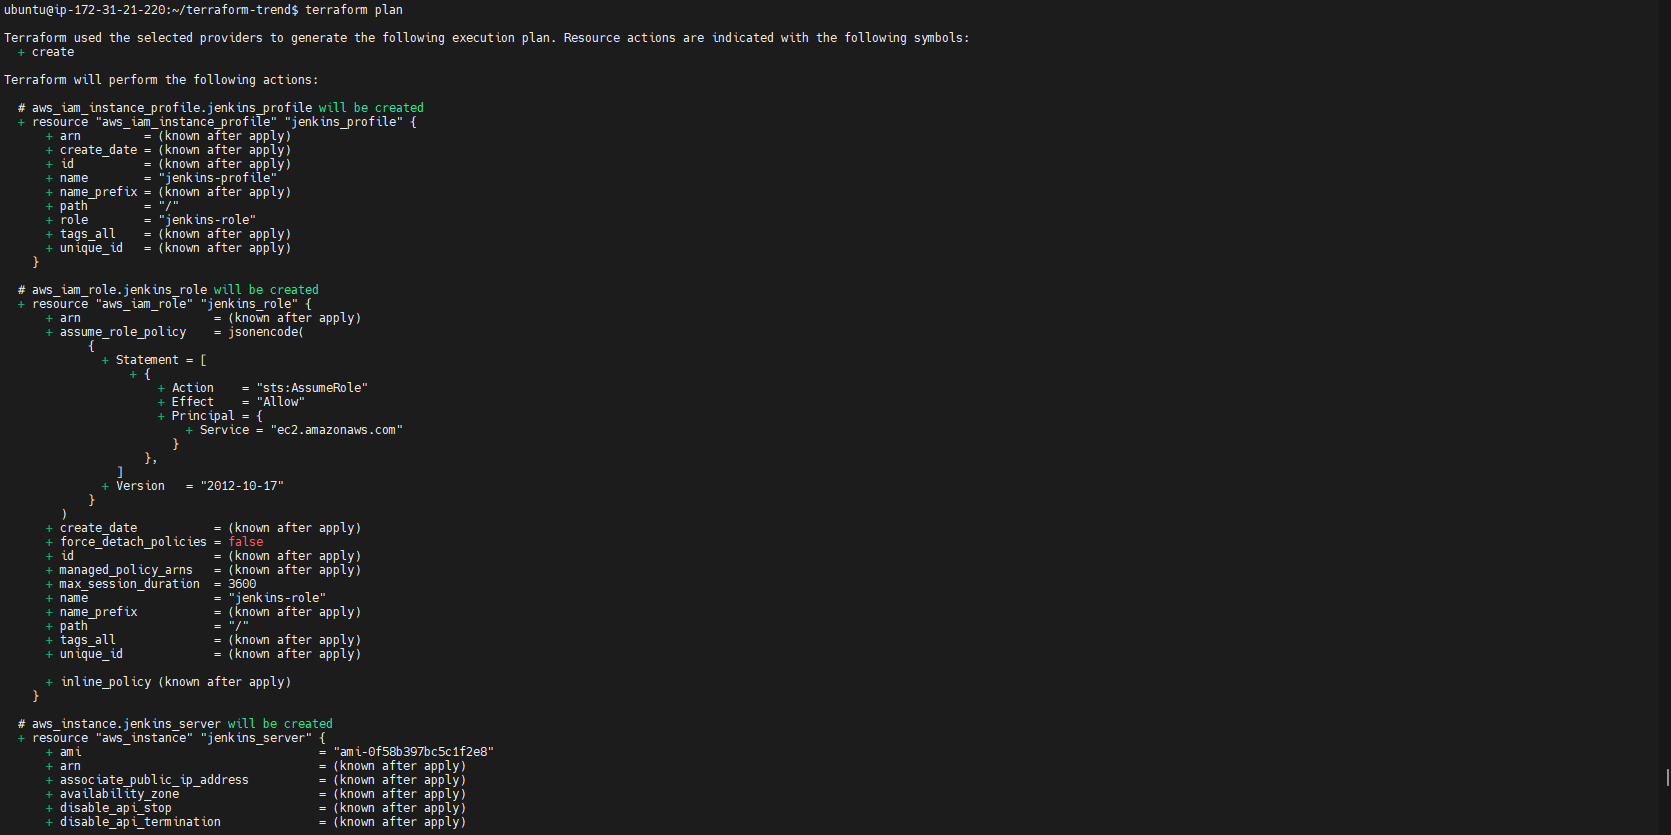 ubuntu@ip-172-31-21-220:~/terraform-trend$ terraform plan

Terraform used the selected providers to generate the following execution plan. Resource actions are indicated with the following symbols:
  + create

Terraform will perform the following actions:

  # aws_iam_instance_profile.jenkins_profile will be created
  + resource "aws_iam_instance_profile" "jenkins_profile" {
      + arn         = (known after apply)
      + create_date = (known after apply)
      + id          = (known after apply)
      + name        = "jenkins-profile"
      + name_prefix = (known after apply)
      + path        = "/"
      + role        = "jenkins-role"
      + tags_all    = (known after apply)
      + unique_id   = (known after apply)
    }

  # aws_iam_role.jenkins_role will be created
  + resource "aws_iam_role" "jenkins_role" {
      + arn                   = (known after apply)
      + assume_role_policy    = jsonencode(
            {
              + Statement = [
                  + {
                      + Action    = "sts:AssumeRole"
                      + Effect    = "Allow"
                      + Principal = {
                          + Service = "ec2.amazonaws.com"
                        }
                    },
                ]
              + Version   = "2012-10-17"
            }
        )
      + create_date           = (known after apply)
      + force_detach_policies = false
      + id                    = (known after apply)
      + managed_policy_arns   = (known after apply)
      + max_session_duration  = 3600
      + name                  = "jenkins-role"
      + name_prefix           = (known after apply)
      + path                  = "/"
      + tags_all              = (known after apply)
      + unique_id             = (known after apply)

      + inline_policy (known after apply)
    }

  # aws_instance.jenkins_server will be created
  + resource "aws_instance" "jenkins_server" {
      + ami                                  = "ami-0f58b397bc5c1f2e8"
      + arn                                  = (known after apply)
      + associate_public_ip_address          = (known after apply)
      + availability_zone                    = (known after apply)
      + disable_api_stop                     = (known after apply)
      + disable_api_termination              = (known after apply)